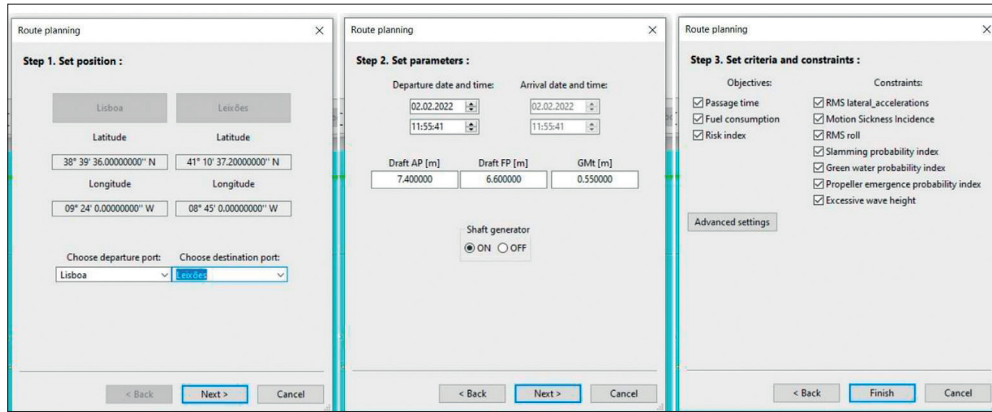 Route planning
Step 1. Set position :
Lisboa Leixões
Latitude Latitude
38° 39' 36.00000000'' N 41° 10' 37.20000000'' N
Longitude Longitude
09° 24' 0.00000000'' W 08° 45' 0.00000000'' W
Choose departure port: Choose destination port:
Lisboa Leixões
< Back Next > Cancel
Route planning
Step 2. Set parameters :
Departure date and time: Arrival date and time:
02.02.2022 02.02.2022
11:55:41 11:55:41
Draft AP [m] Draft FP [m] GMt [m]
7.400000 6.600000 0.550000
Shaft generator
ON OFF
< Back Next > Cancel
Route planning
Step 3. Set criteria and constraints :
Objectives: Constraints:
Passage time RMS lateral_accelerations
Fuel consumption Motion Sickness Incidence
Risk index RMS roll
Slamming probability index
Green water probability index
Propeller emergence probability index
Excessive wave height
Advanced settings
< Back Finish Cancel